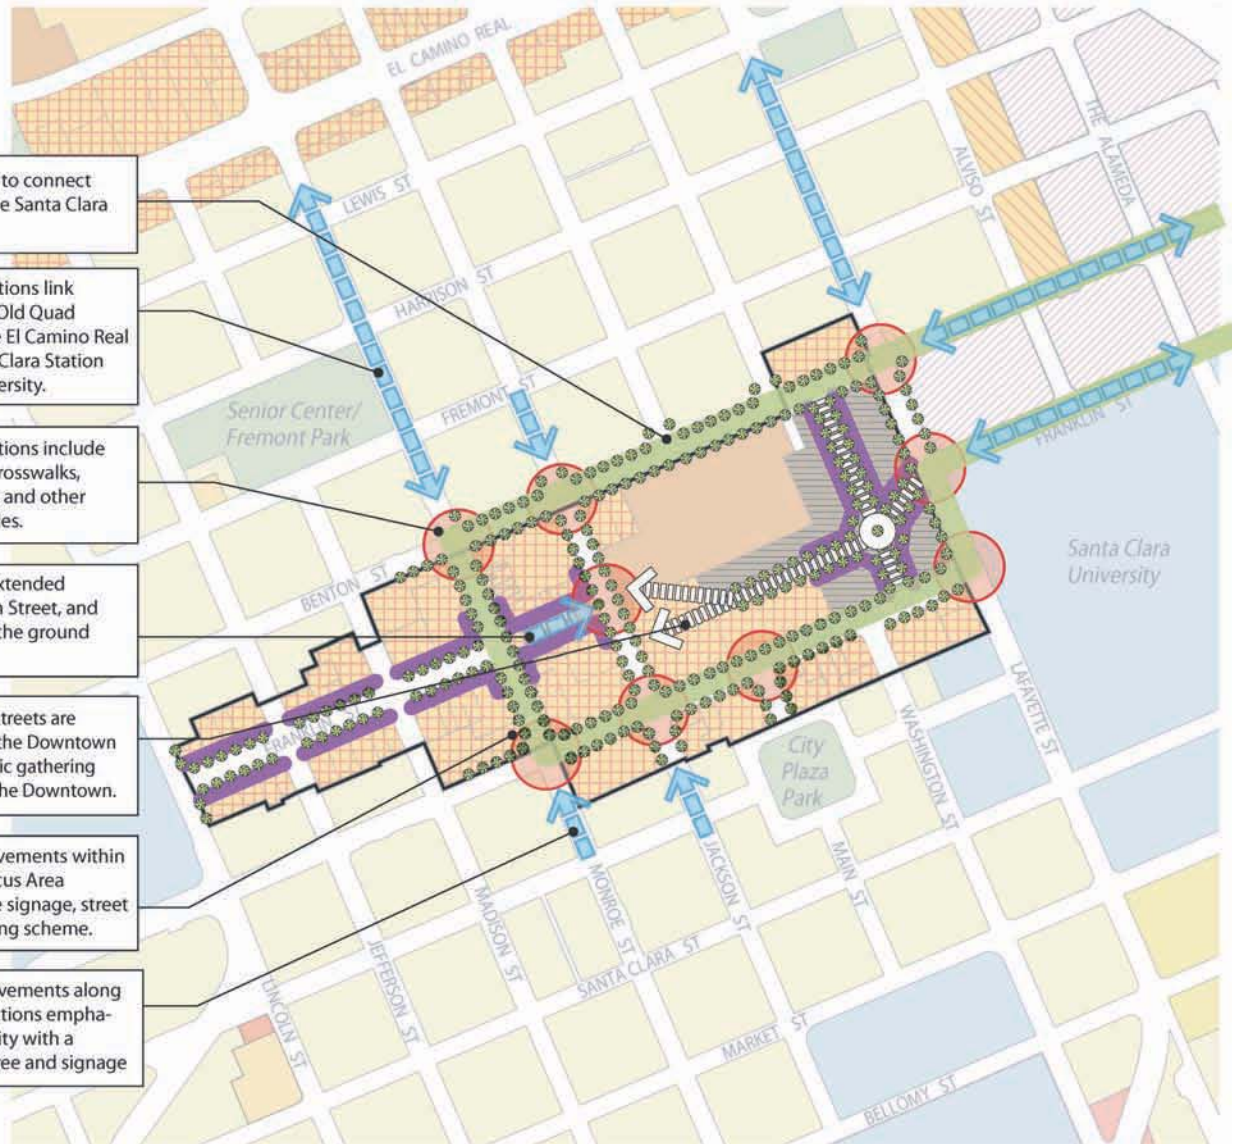 to connect
e Santa Clara
tions link
Old Quad
e El Camino Real
Clara Station
ersity.
tions include
rosswalks,
and other
es.
xtended
n Street, and
the ground
treets are
the Downtown
ic gathering
the Downtown.
vements within
cus Area
e signage, street
ng scheme.
vements along
tions empha-
ity with a
ree and signage
EL CAMINO REAL
LEWIS ST
HARRISON ST
FREMONT ST
BENTON ST
Senior Center/
Fremont Park
ALVISO ST
THE ALAMEDA
FRANKLIN ST
Santa Clara
University
LAFAYETTE ST
WASHINGTON ST
City
Plaza
Park
MAIN ST
JACKSON ST
MONROE ST
MADISON ST
JEFFERSON ST
LINCOLN ST
SANTA CLARA ST
MARKET ST
BELLOMY ST